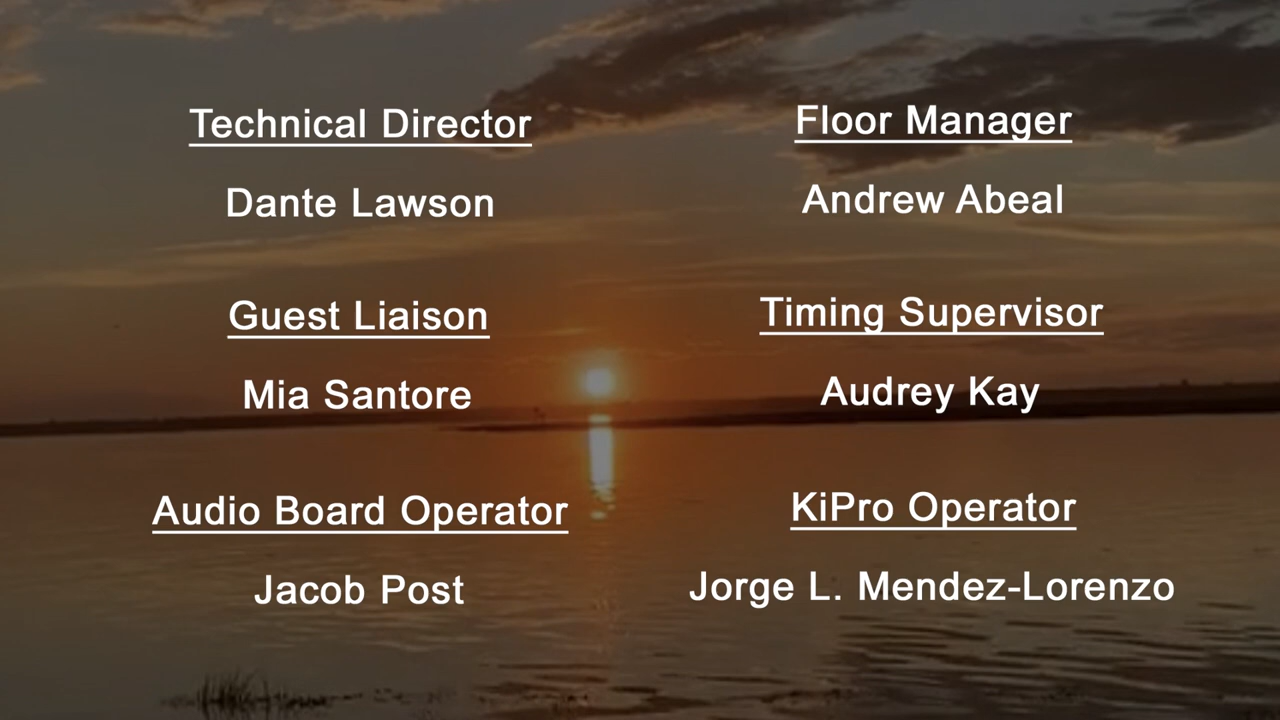 Technical Director
Dante Lawson
Guest Liaison
Mia Santore
Audio Board Operator
Jacob Post
Floor Manager
Andrew Abeal
Timing Supervisor
Audrey Kay
KiPro Operator
Jorge L. Mendez-Lorenzo